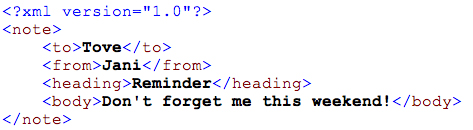 <?xml version="1.0"?>
<note>
    <to>Tove</to>
    <from>Jani</from>
    <heading>Reminder</heading>
    <body>Don't forget me this weekend!</body>
</note>